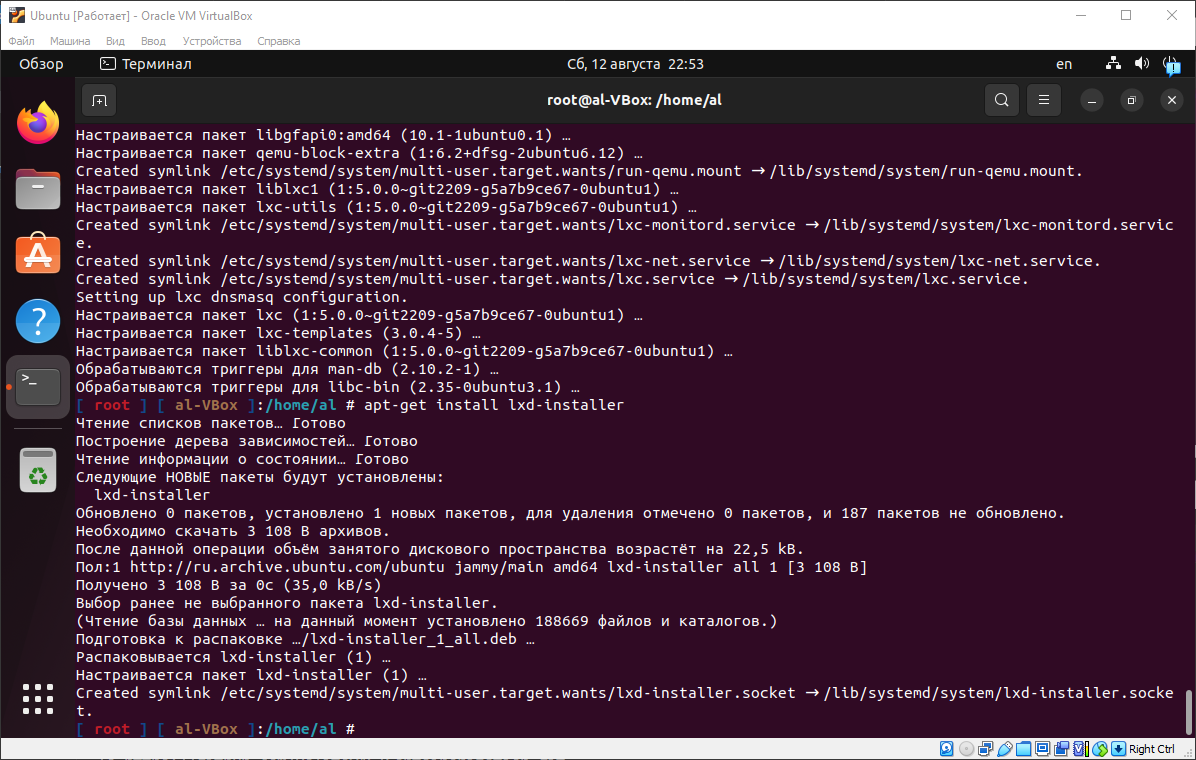 Ubuntu [Работает] - Oracle VM VirtualBox
Файл Машина Вид Ввод Устройства Справка
Обзор Терминал Сб, 12 августа 22:53 en
root@al-VBox: /home/al
Настраивается пакет libgfapi0:amd64 (10.1-1ubuntu0.1) …
Настраивается пакет qemu-block-extra (1:6.2+dfsg-2ubuntu6.12) …
Created symlink /etc/systemd/system/multi-user.target.wants/run-qemu.mount → /lib/systemd/system/run-qemu.mount.
Настраивается пакет liblxc1 (1:5.0.0~git2209-g5a7b9ce67-0ubuntu1) …
Настраивается пакет lxc-utils (1:5.0.0~git2209-g5a7b9ce67-0ubuntu1) …
Created symlink /etc/systemd/system/multi-user.target.wants/lxc-monitord.service → /lib/systemd/system/lxc-monitord.servic
e.
Created symlink /etc/systemd/system/multi-user.target.wants/lxc-net.service → /lib/systemd/system/lxc-net.service.
Created symlink /etc/systemd/system/multi-user.target.wants/lxc.service → /lib/systemd/system/lxc.service.
Setting up lxc dnsmasq configuration.
Настраивается пакет lxc (1:5.0.0~git2209-g5a7b9ce67-0ubuntu1) …
Настраивается пакет lxc-templates (3.0.4-5) …
Настраивается пакет liblxc-common (1:5.0.0~git2209-g5a7b9ce67-0ubuntu1) …
Обрабатываются триггеры для man-db (2.10.2-1) …
Обрабатываются триггеры для libc-bin (2.35-0ubuntu3.1) …
[ root ] [ al-VBox ]:/home/al # apt-get install lxd-installer
Чтение списков пакетов… Готово
Построение дерева зависимостей… Готово
Чтение информации о состоянии… Готово
Следующие НОВЫЕ пакеты будут установлены:
lxd-installer
Обновлено 0 пакетов, установлено 1 новых пакетов, для удаления отмечено 0 пакетов, и 187 пакетов не обновлено.
Необходимо скачать 3 108 B архивов.
После данной операции объём занятого дискового пространства возрастёт на 22,5 kB.
Пол:1 http://ru.archive.ubuntu.com/ubuntu jammy/main amd64 lxd-installer all 1 [3 108 B]
Получено 3 108 B за 0с (35,0 kB/s)
Выбор ранее не выбранного пакета lxd-installer.
(Чтение базы данных … на данный момент установлено 188669 файлов и каталогов.)
Подготовка к распаковке …/lxd-installer_1_all.deb …
Распаковывается lxd-installer (1) …
Настраивается пакет lxd-installer (1) …
Created symlink /etc/systemd/system/multi-user.target.wants/lxd-installer.socket → /lib/systemd/system/lxd-installer.socke
t.
[ root ] [ al-VBox ]:/home/al #
Right Ctrl